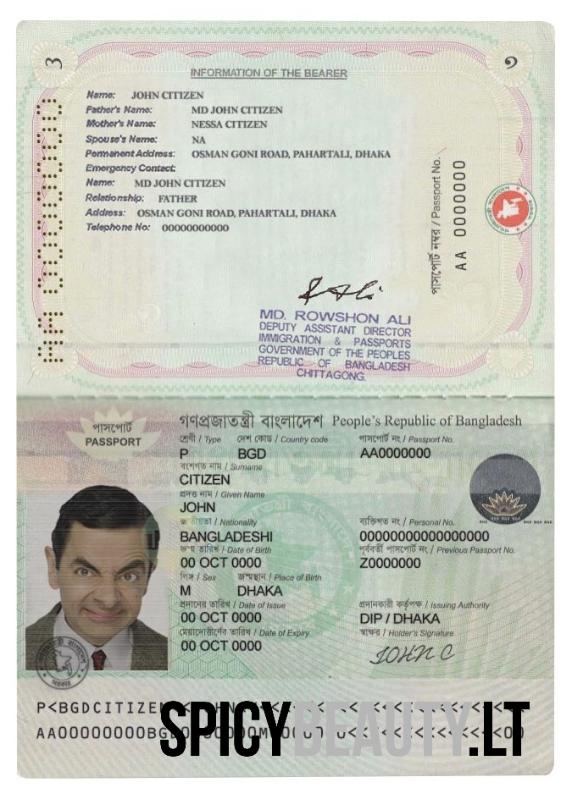 3
১
INFORMATION OF THE BEARER
Name: JOHN CITIZEN
Father's Name: MD JOHN CITIZEN
Mother's Name: NESSA CITIZEN
Spouse's Name: NA
Permanent Address: OSMAN GONI ROAD, PAHARTALI, DHAKA
Emergency Contact:
Name: MD JOHN CITIZEN
Relationship: FATHER
Address: OSMAN GONI ROAD, PAHARTALI, DHAKA
Telephone No: 00000000000
পাসপোর্ট নম্বর / Passport No.
AA 0000000
AA 0000000
MD. ROWSHON ALI
DEPUTY ASSISTANT DIRECTOR
IMMIGRATION & PASSPORTS
GOVERNMENT OF THE PEOPLES
REPUBLIC OF BANGLADESH
CHITTAGONG.
পাসপোর্ট
PASSPORT
গণপ্রজাতন্ত্রী বাংলাদেশ People's Republic of Bangladesh
শ্রেণী / Type দেশ কোড / Country code পাসপোর্ট নং / Passport No.
P BGD AA0000000
বংশগত নাম / Surname
CITIZEN
প্রদত্ত নাম / Given Name
JOHN
জাতীয়তা / Nationality ব্যক্তিগত নং / Personal No.
BANGLADESHI 00000000000000000
জন্ম তারিখ / Date of Birth পূর্ববর্তী পাসপোর্ট নং / Previous Passport No.
00 OCT 0000 Z0000000
লিঙ্গ / Sex জন্মস্থান / Place of Birth
M DHAKA
প্রদানের তারিখ / Date of Issue প্রদানকারী কর্তৃপক্ষ / Issuing Authority
00 OCT 0000 DIP / DHAKA
মেয়াদোত্তীর্ণের তারিখ / Date of Expiry স্বাক্ষর / Holder's Signature
00 OCT 0000 JOHN C
P<BGDCITIZEN
SPICYBEAUTY.LT